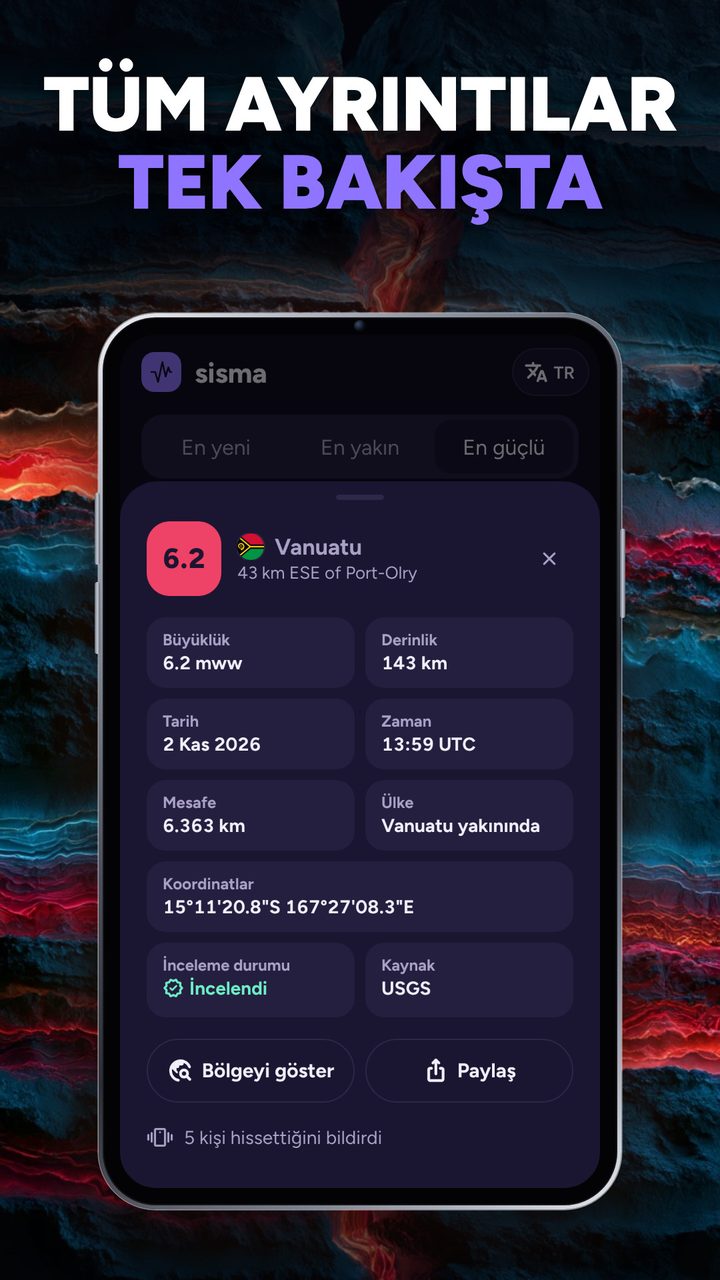 TÜM AYRINTILAR
TEK BAKIŞTA
sisma
TR
En yeni
En yakın
En güçlü
6.2
Vanuatu
43 km ESE of Port-Olry
Büyüklük
6.2 mww
Derinlik
143 km
Tarih
2 Kas 2026
Zaman
13:59 UTC
Mesafe
6.363 km
Ülke
Vanuatu yakınında
Koordinatlar
15°11'20.8"S 167°27'08.3"E
İnceleme durumu
İncelendi
Kaynak
USGS
Bölgeyi göster
Paylaş
5 kişi hissettiğini bildirdi